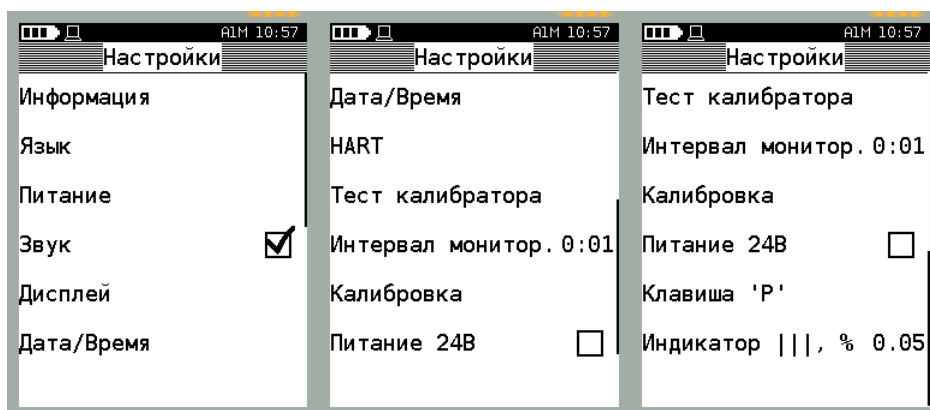 A1M 10:57
Настройки
Информация
Язык
Питание
Звук
Дисплей
Дата/Время
A1M 10:57
Настройки
Дата/Время
HART
Тест калибратора
Интервал монитор. 0:01
Калибровка
Питание 24В
A1M 10:57
Настройки
Тест калибратора
Интервал монитор. 0:01
Калибровка
Питание 24В
Клавиша 'P'
Индикатор |||, % 0.05